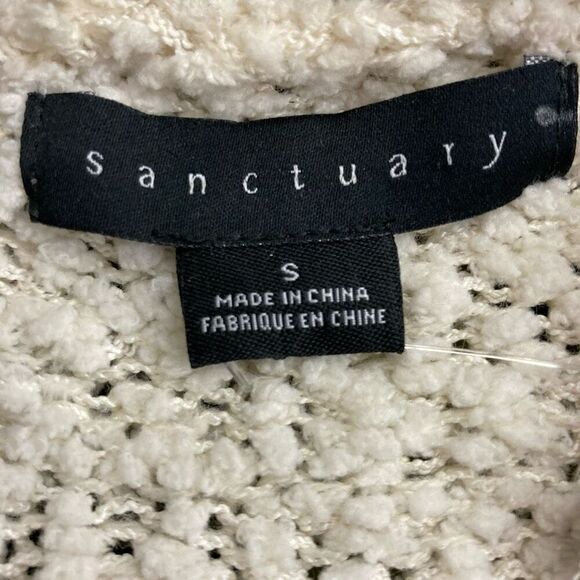 sanctuary
S
MADE IN CHINA
FABRIQUE EN CHINE